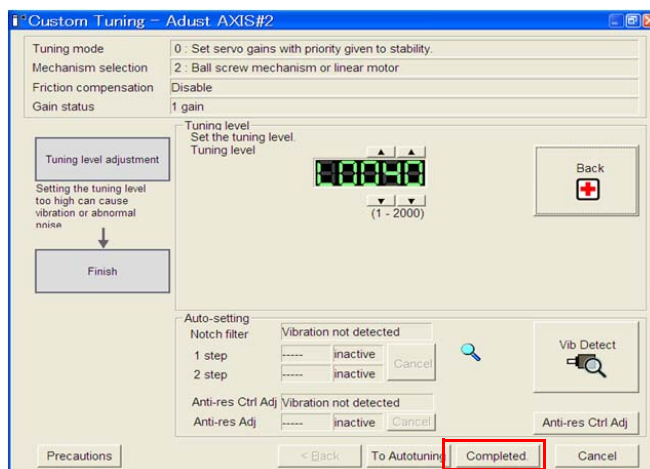 Custom Tuning - Adust AXIS#2
Tuning mode
0 : Set servo gains with priority given to stability.
Mechanism selection
2 : Ball screw mechanism or linear motor
Friction compensation
Disable
Gain status
1 gain
Tuning level adjustment
Setting the tuning level
too high can cause
vibration or abnormal
noise
Finish
Tuning level
Set the tuning level.
Tuning level
L0040
(1 - 2000)
Back
Auto-setting
Notch filter
Vibration not detected
1 step
-----
inactive
Cancel
2 step
-----
inactive
Vib Detect
Anti-res Ctrl Adj
Vibration not detected
Anti-res Adj
-----
inactive
Cancel
Anti-res Ctrl Adj
Precautions
< Back
To Autotuning
Completed.
Cancel